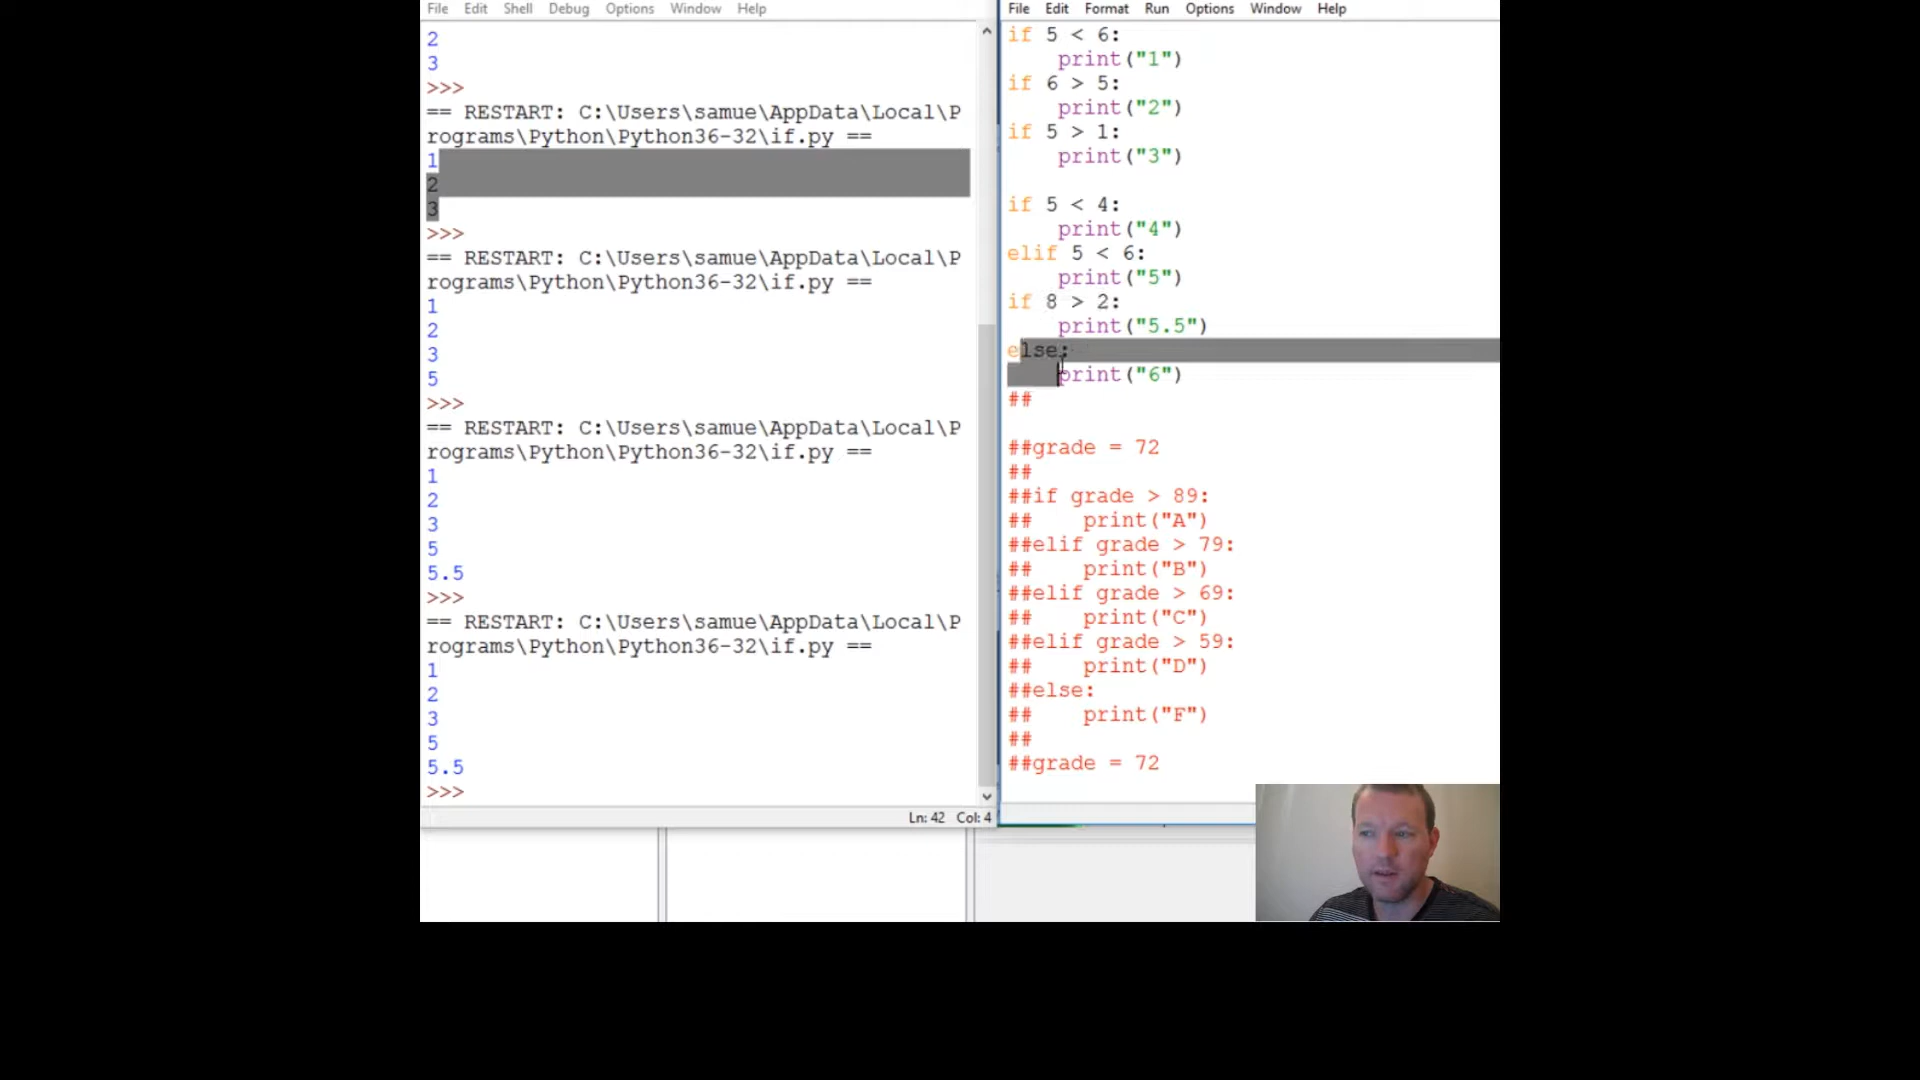 File Edit Shell Debug Options Window Help
2
3
>>>
== RESTART: C:\Users\samue\AppData\Local\P
rograms\Python\Python36-32\if.py ==
1
2
3
>>>
== RESTART: C:\Users\samue\AppData\Local\P
rograms\Python\Python36-32\if.py ==
1
2
3
5
>>>
== RESTART: C:\Users\samue\AppData\Local\P
rograms\Python\Python36-32\if.py ==
1
2
3
5
5.5
>>>
== RESTART: C:\Users\samue\AppData\Local\P
rograms\Python\Python36-32\if.py ==
1
2
3
5
5.5
>>>
Ln: 42 Col: 4
File Edit Format Run Options Window Help
if 5 < 6:
    print("1")
if 6 > 5:
    print("2")
if 5 > 1:
    print("3")
if 5 < 4:
    print("4")
elif 5 < 6:
    print("5")
if 8 > 2:
    print("5.5")
else:
    print("6")
##
##grade = 72
##
##if grade > 89:
##    print("A")
##elif grade > 79:
##    print("B")
##elif grade > 69:
##    print("C")
##elif grade > 59:
##    print("D")
##else:
##    print("F")
##
##grade = 72